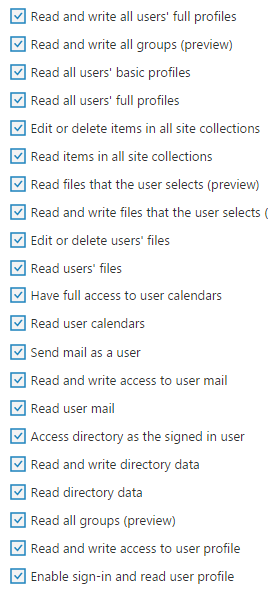 Read and write all users' full profiles
Read and write all groups (preview)
Read all users' basic profiles
Read all users' full profiles
Edit or delete items in all site collections
Read items in all site collections
Read files that the user selects (preview)
Read and write files that the user selects (
Edit or delete users' files
Read users' files
Have full access to user calendars
Read user calendars
Send mail as a user
Read and write access to user mail
Read user mail
Access directory as the signed in user
Read and write directory data
Read directory data
Read all groups (preview)
Read and write access to user profile
Enable sign-in and read user profile